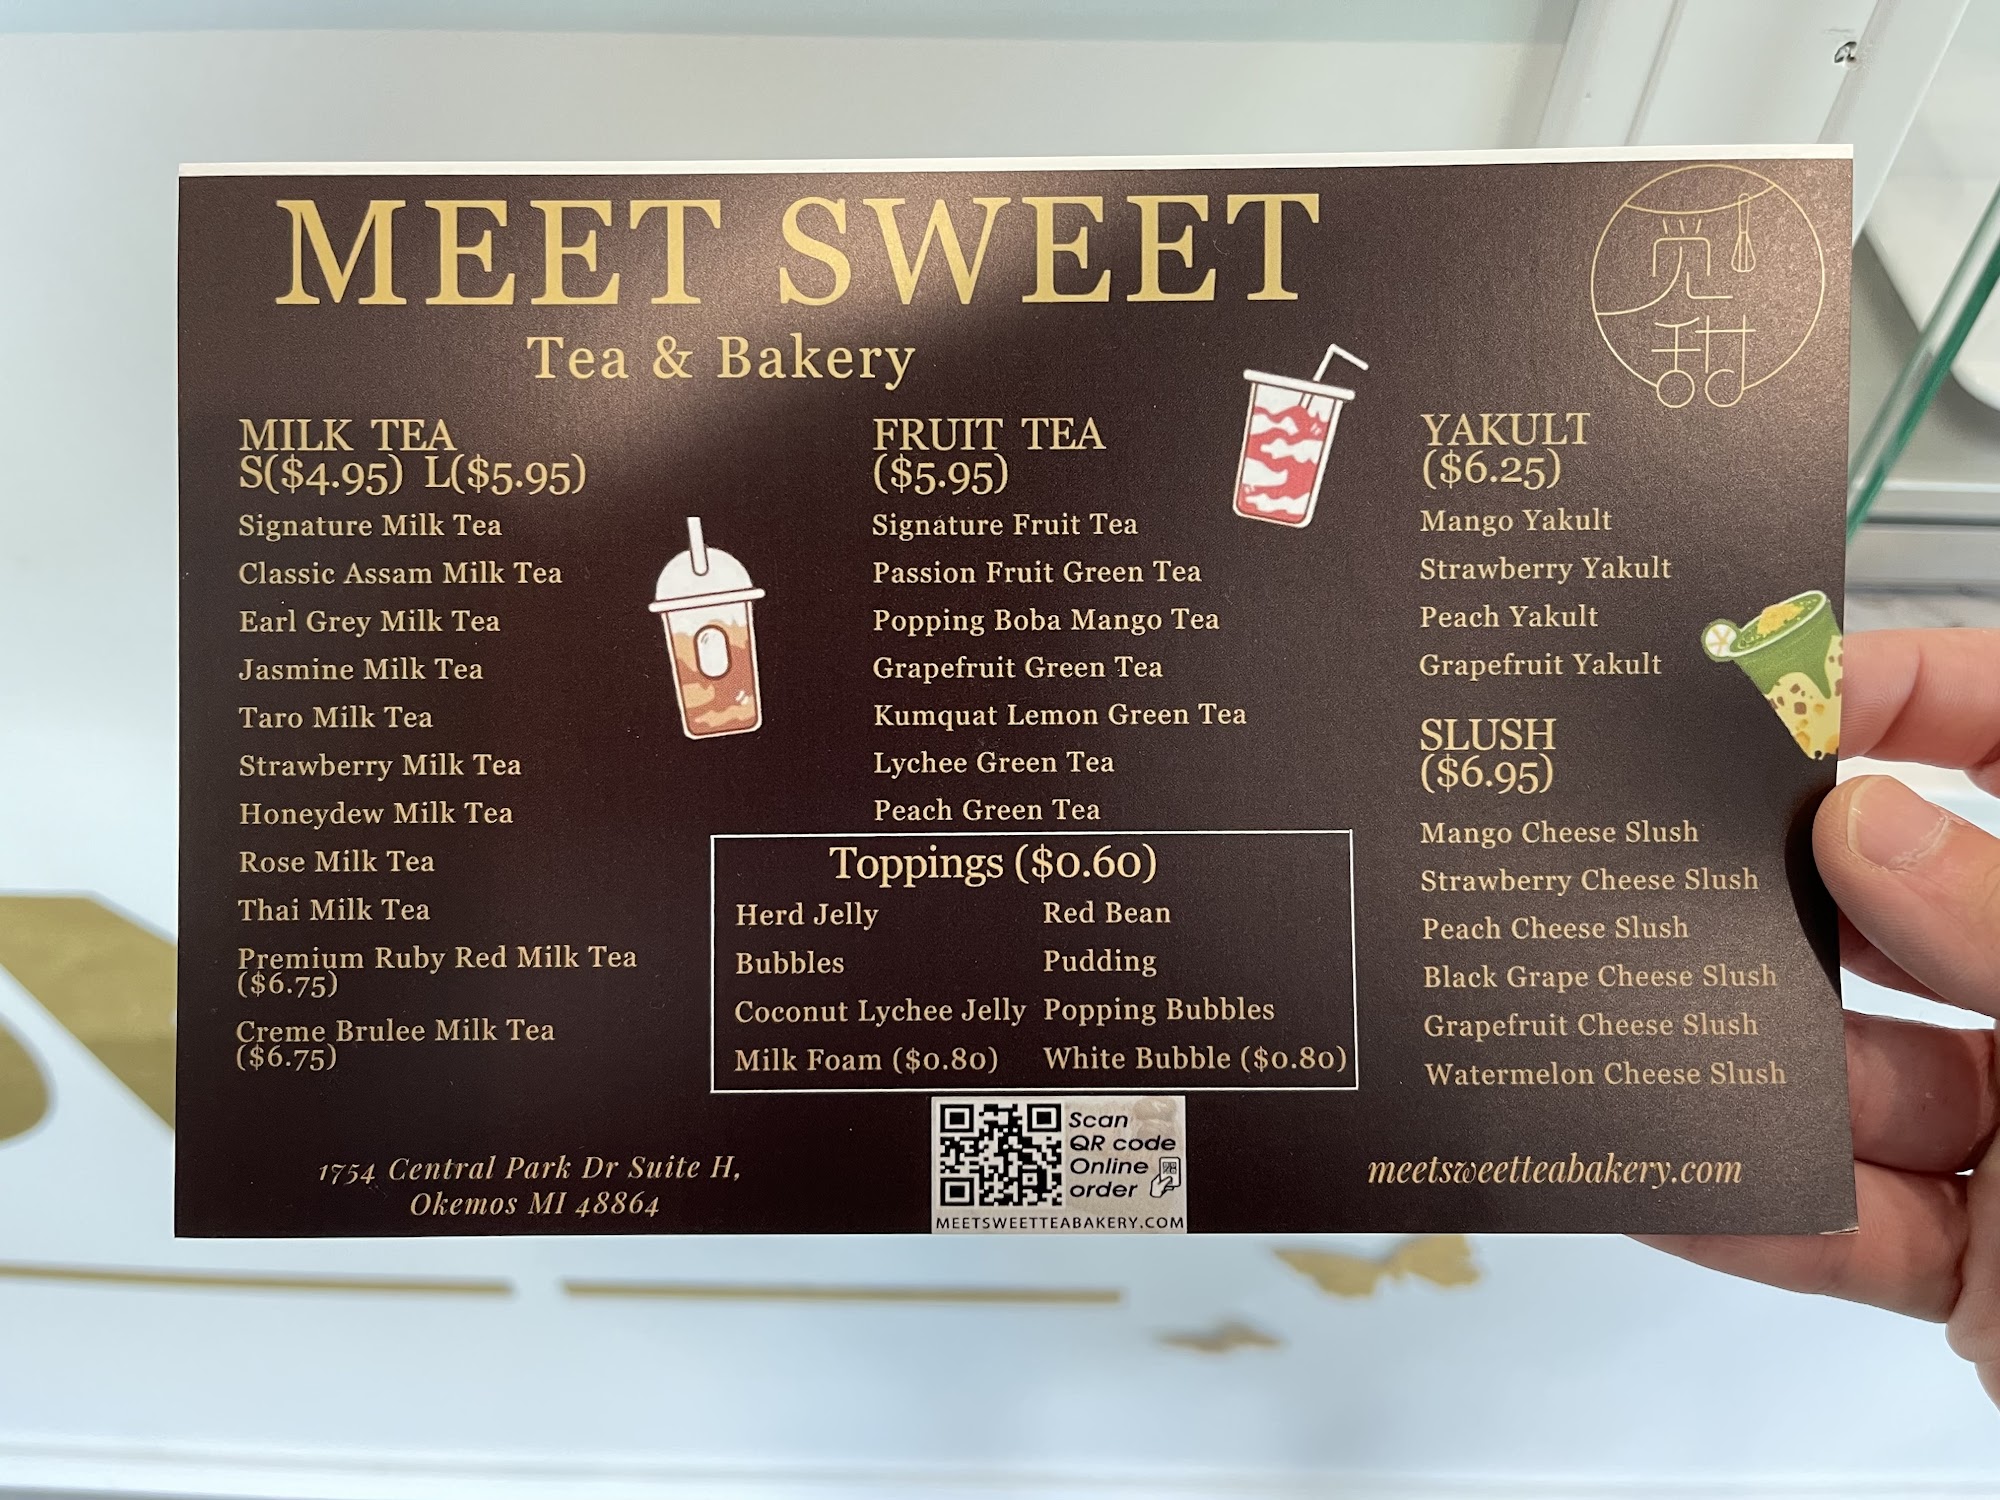 MEET SWEET
Tea & Bakery
觅
甜
MILK TEA
S($4.95) L($5.95)
Signature Milk Tea
Classic Assam Milk Tea
Earl Grey Milk Tea
Jasmine Milk Tea
Taro Milk Tea
Strawberry Milk Tea
Honeydew Milk Tea
Rose Milk Tea
Thai Milk Tea
Premium Ruby Red Milk Tea
($6.75)
Creme Brulee Milk Tea
($6.75)
FRUIT TEA
($5.95)
Signature Fruit Tea
Passion Fruit Green Tea
Popping Boba Mango Tea
Grapefruit Green Tea
Kumquat Lemon Green Tea
Lychee Green Tea
Peach Green Tea
Toppings ($0.60)
Herd Jelly
Red Bean
Bubbles
Pudding
Coconut Lychee Jelly
Popping Bubbles
Milk Foam ($0.80)
White Bubble ($0.80)
YAKULT
($6.25)
Mango Yakult
Strawberry Yakult
Peach Yakult
Grapefruit Yakult
SLUSH
($6.95)
Mango Cheese Slush
Strawberry Cheese Slush
Peach Cheese Slush
Black Grape Cheese Slush
Grapefruit Cheese Slush
Watermelon Cheese Slush
1754 Central Park Dr Suite H,
Okemos MI 48864
Scan
QR code
Online
order
MEETSWEETTEABAKERY.COM
meetsweetteabakery.com